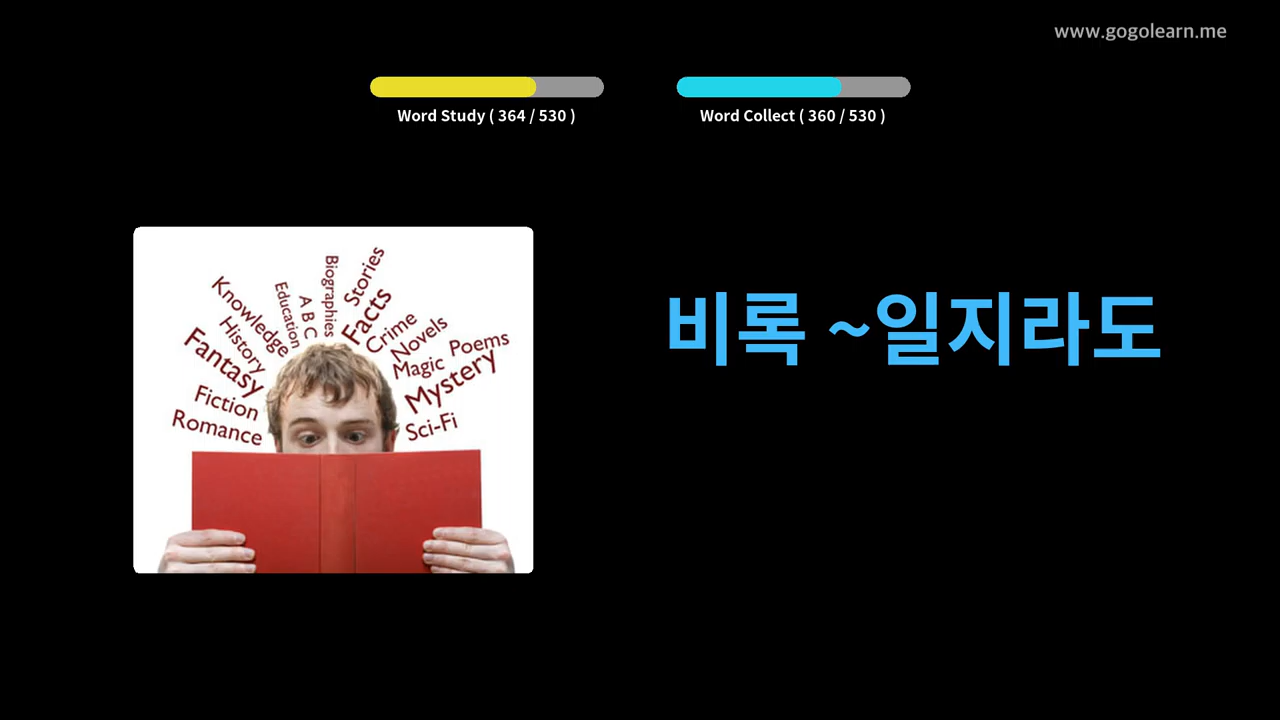 www.gogolearn.me
Word Study ( 364 / 530 )
Word Collect ( 360 / 530 )
비록 ~일지라도
Knowledge
Education
A B C
Biographies
Stories
Facts
Crime
Novels
Poems
Magic
Mystery
Sci-Fi
History
Fantasy
Fiction
Romance